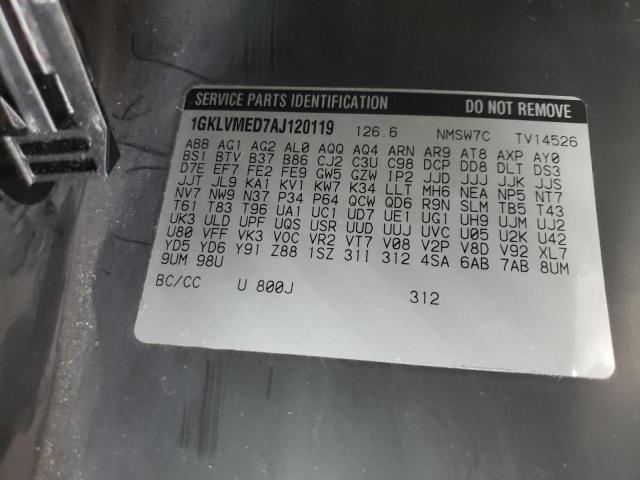 SERVICE PARTS IDENTIFICATION DO NOT REMOVE
1GKLVMED7AJ120119 126.6 NMSW7C TV14526
ABB AG1 AG2 AL0 AQQ AQ4 ARN AR9 AT8 AXP AY0
BS1 BTV B37 B86 CJ2 C3U C98 DCP DD8 DLT DS3
D7E EF7 FE2 FE9 GW5 GZW IP2 JJD JJJ JJK JJS
JJT JL9 KA1 KV1 KW7 K34 LLT MH6 NEA NP5 NT7
NV7 NW9 N37 P34 P64 QCW QD6 R9N SLM TB5 T43
T61 T83 T96 UA1 UC1 UD7 UE1 UG1 UH9 UJM UJ2
UK3 ULD UPF UQS USR UUD UUJ UVC U05 U2K U42
U80 VFF VK3 VOC VR2 VT7 V08 V2P V8D V92 XL7
YD5 YD6 Y91 Z88 1SZ 31I 312 4SA 6AB 7AB 8UM
9UM 98U
BC/CC U 800J 312